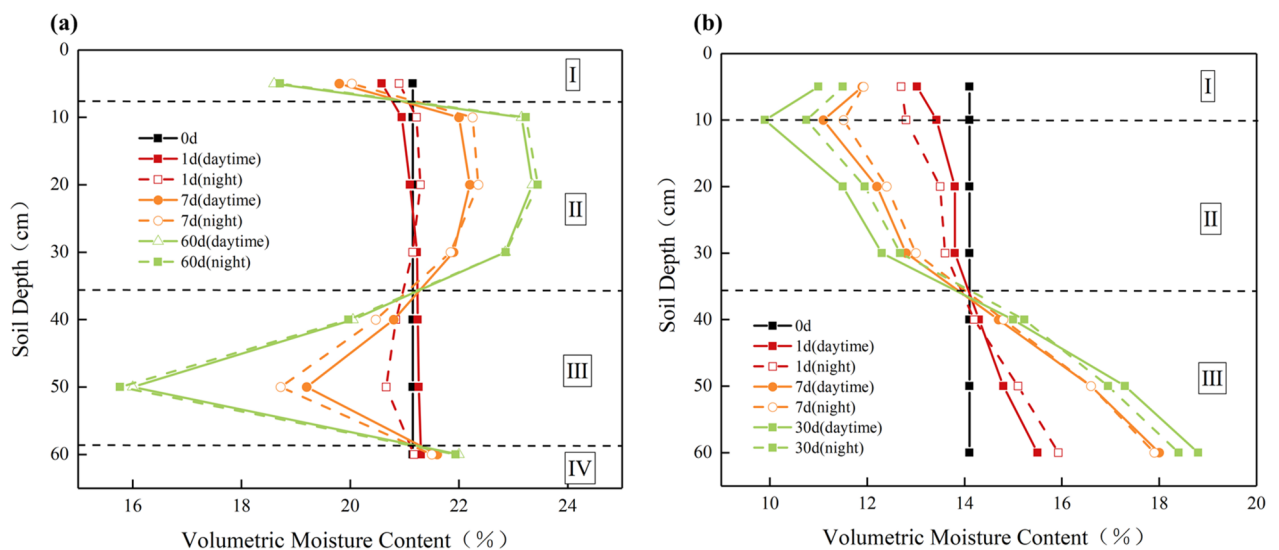 (a)
0
10
20
30
40
50
60
Soil Depth（cm）
16
20
22
24
Volumetric Moisture Content（%）
0d
1d(daytime)
1d(night)
7d(daytime)
7d(night)
60d(daytime)
60d(night)
I
II
III
IV
(b)
0
10
20
30
40
50
60
Soil Depth（cm）
10
12
14
16
18
20
Volumetric Moisture Content（%）
0d
1d(daytime)
1d(night)
7d(daytime)
7d(night)
30d(daytime)
30d(night)
I
II
III